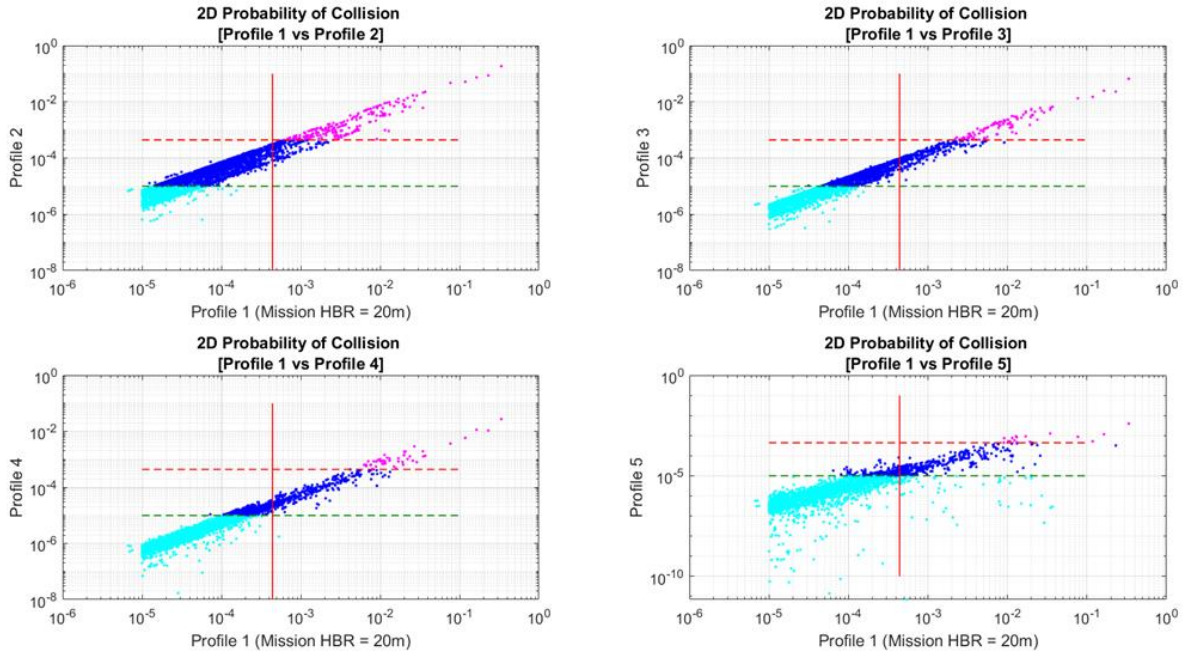 2D Probability of Collision
[Profile 1 vs Profile 2]
10^0
10^-2
10^-4
10^-6
10^-8
Profile 2
10^-6 10^-5 10^-4 10^-3 10^-2 10^-1 10^0
Profile 1 (Mission HBR = 20m)
2D Probability of Collision
[Profile 1 vs Profile 3]
10^0
10^-2
10^-4
10^-6
10^-8
Profile 3
10^-6 10^-5 10^-4 10^-3 10^-2 10^-1 10^0
Profile 1 (Mission HBR = 20m)
2D Probability of Collision
[Profile 1 vs Profile 4]
10^0
10^-2
10^-4
10^-6
10^-8
Profile 4
10^-6 10^-5 10^-4 10^-3 10^-2 10^-1 10^0
Profile 1 (Mission HBR = 20m)
2D Probability of Collision
[Profile 1 vs Profile 5]
10^0
10^-5
10^-10
Profile 5
10^-6 10^-5 10^-4 10^-3 10^-2 10^-1 10^0
Profile 1 (Mission HBR = 20m)